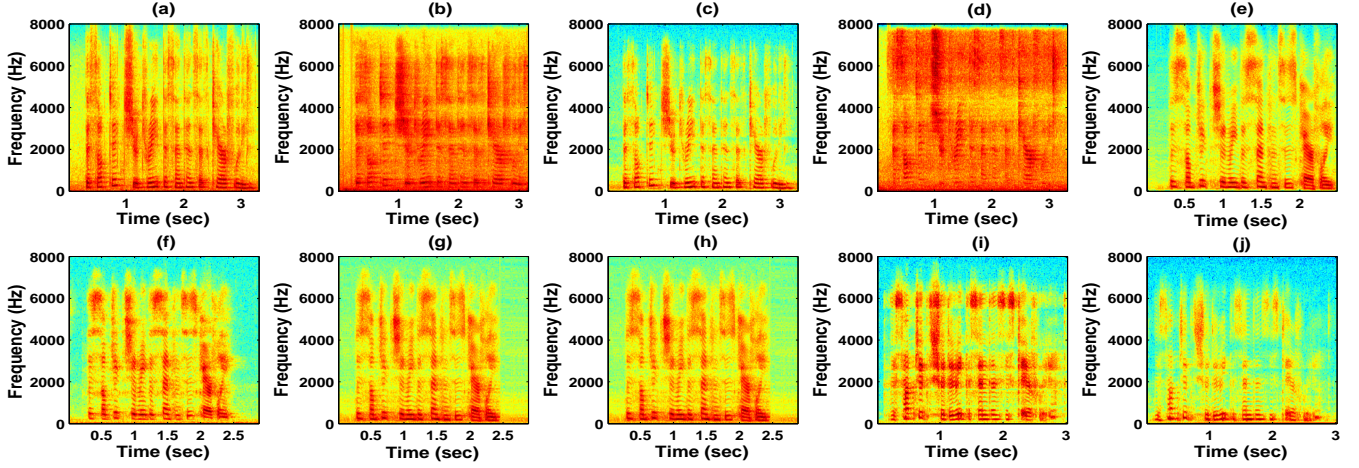 (a) (b) (c) (d) (e)
8000 8000 8000 8000 8000
6000 6000 6000 6000 6000
4000 4000 4000 4000 4000
2000 2000 2000 2000 2000
0 0 0 0 0
Frequency (Hz) Frequency (Hz) Frequency (Hz) Frequency (Hz) Frequency (Hz)
1 2 3 1 2 3 1 2 3 1 2 3 0.5 1 1.5 2
Time (sec) Time (sec) Time (sec) Time (sec) Time (sec)
(f) (g) (h) (i) (j)
8000 8000 8000 8000 8000
6000 6000 6000 6000 6000
4000 4000 4000 4000 4000
2000 2000 2000 2000 2000
0 0 0 0 0
Frequency (Hz) Frequency (Hz) Frequency (Hz) Frequency (Hz) Frequency (Hz)
0.5 1 1.5 2 2.5 0.5 1 1.5 2 2.5 0.5 1 1.5 2 2.5 1 2 3 1 2 3
Time (sec) Time (sec) Time (sec) Time (sec) Time (sec)